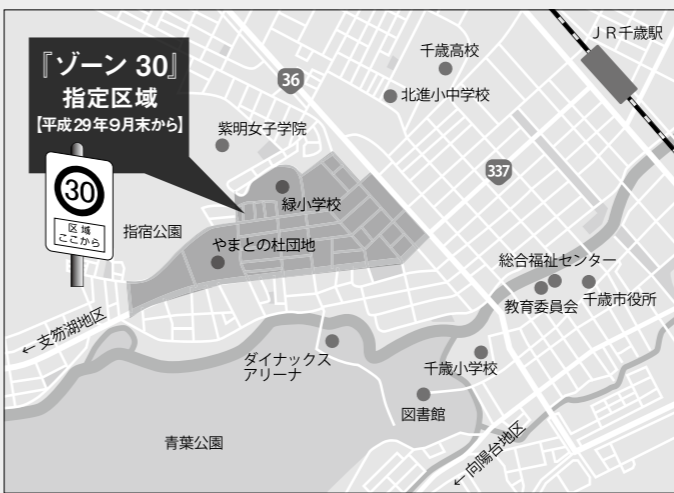 『ゾーン 30』
指定区域
【平成29年9月末から】
30
区域
ここから
指宿公園
紫明女子学院
36
千歳高校
北進小中学校
JR千歳駅
337
緑小学校
やまとの杜団地
総合福祉センター
教育委員会
千歳市役所
←支笏湖地区
ダイナックス
アリーナ
千歳小学校
図書館
青葉公園
←向陽台地区